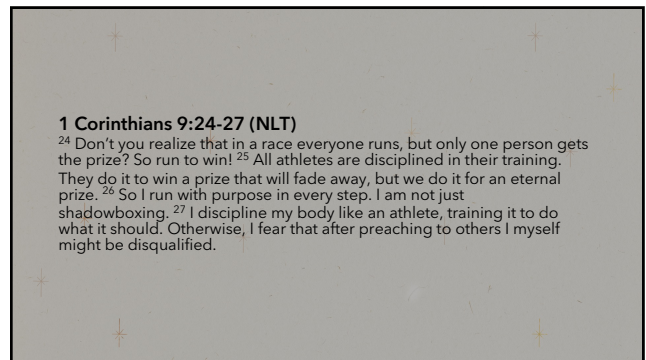 1 Corinthians 9:24-27 (NLT)
24 Don't you realize that in a race everyone runs, but only one person gets
the prize? So run to win! 25 All athletes are disciplined in their training.
They do it to win a prize that will fade away, but we do it for an eternal
prize. 26 So I run with purpose in every step. I am not just
shadowboxing. 27 I discipline my body like an athlete, training it to do
what it should. Otherwise, I fear that after preaching to others I myself
might be disqualified.